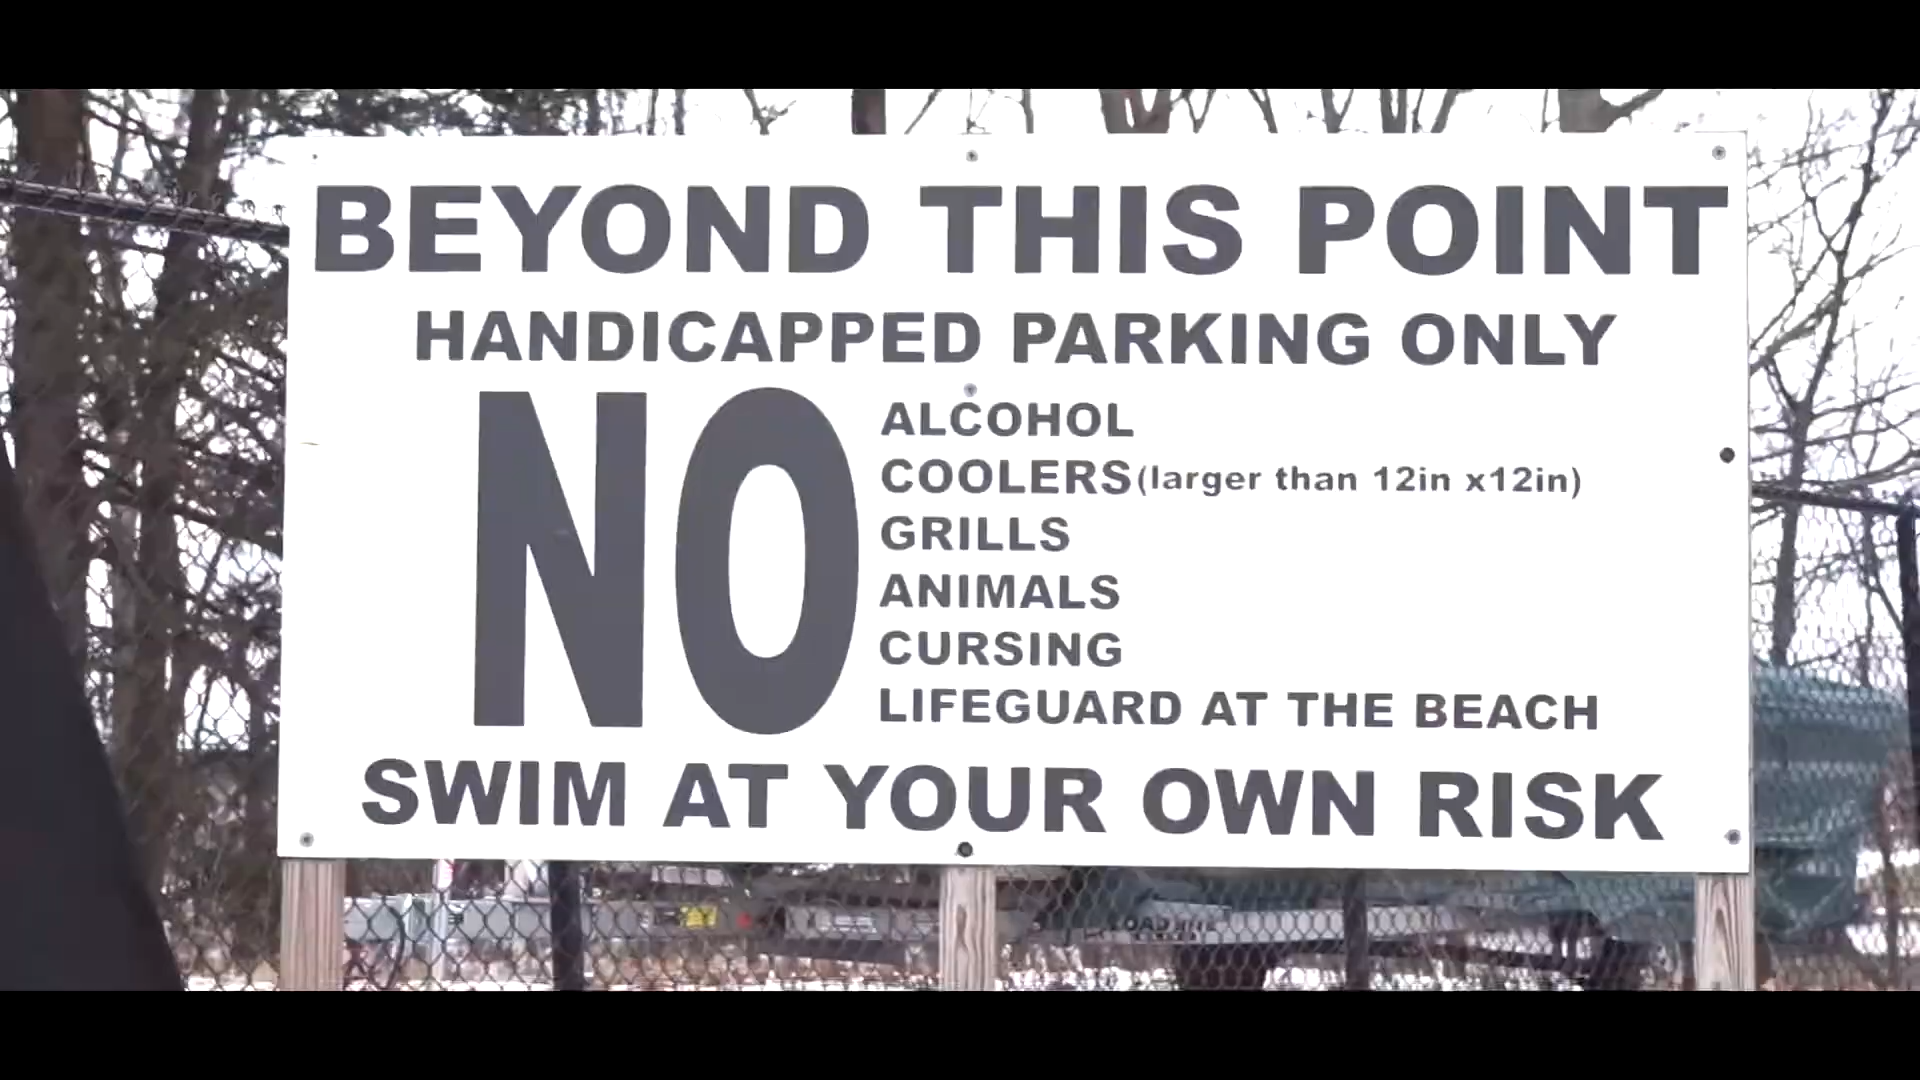 BEYOND THIS POINT
HANDICAPPED PARKING ONLY
NO
ALCOHOL
COOLERS(larger than 12in x12in)
GRILLS
ANIMALS
CURSING
LIFEGUARD AT THE BEACH
SWIM AT YOUR OWN RISK